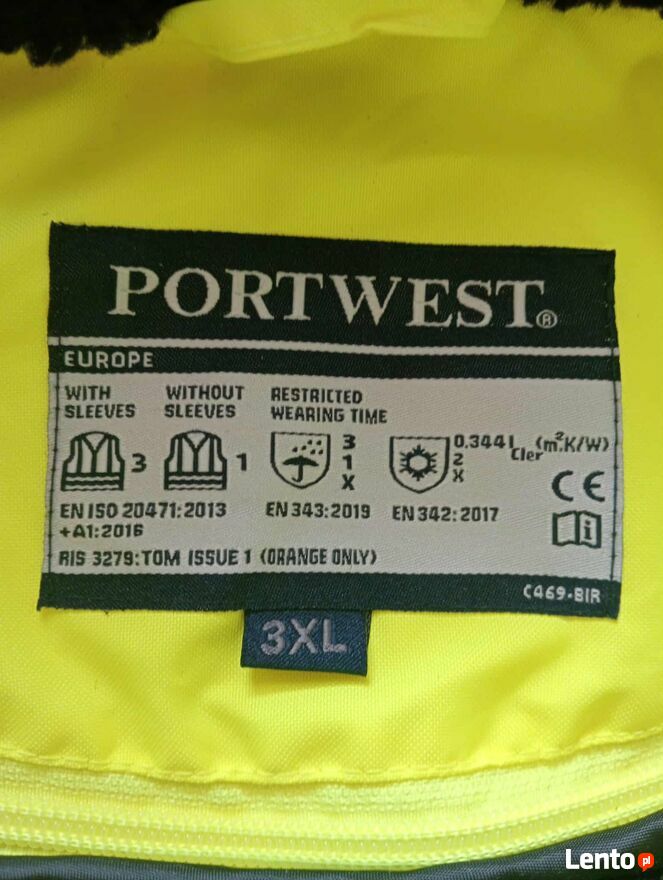 PORTWEST®
EUROPE
WITH SLEEVES
WITHOUT SLEEVES
RESTRICTED WEARING TIME
3
1
3
1
X
0.344 Icler (m².K/W)
2
X
CE
i
EN ISO 20471:2013
+A1:2016
EN 343:2019
EN 342:2017
RIS 3279:TOM ISSUE 1 (ORANGE ONLY)
C469-BIR
3XL
Lento.pl